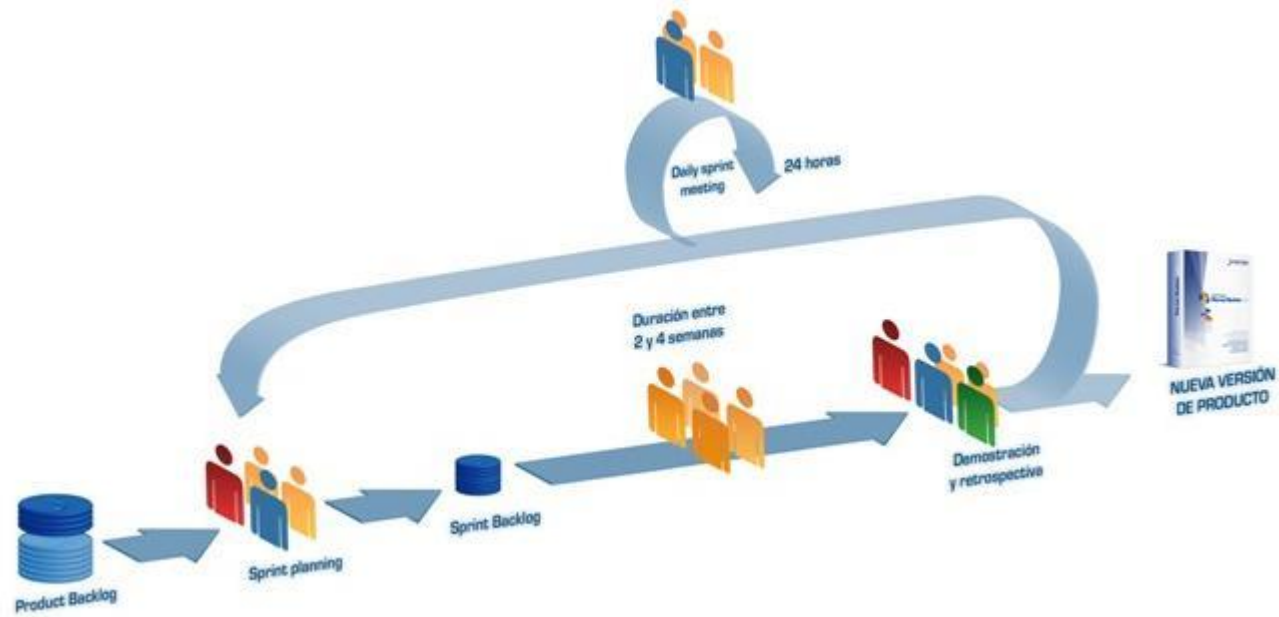 Daily sprint
meeting
24 horas
Duración entre
2 y 4 semanas
NUEVA VERSIÓN
DE PRODUCTO
Demostración
y retrospectiva
Sprint Backlog
Sprint planning
Product Backlog